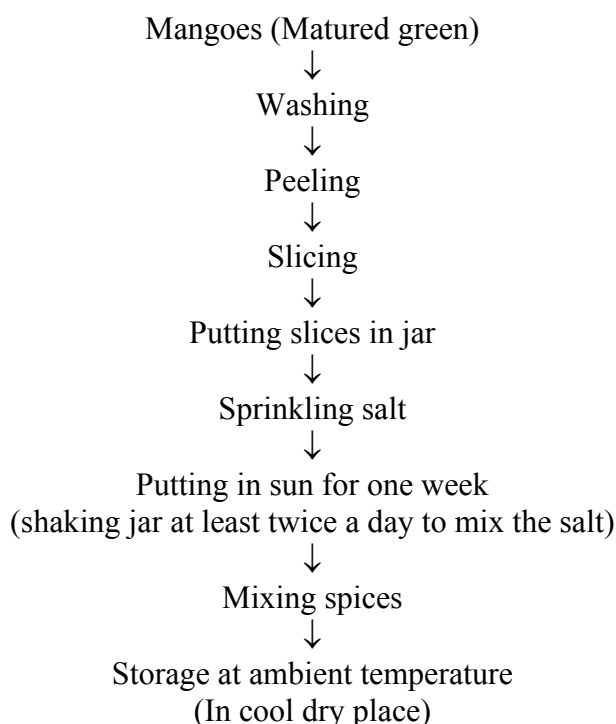 Mangoes (Matured green)
↓
Washing
↓
Peeling
↓
Slicing
↓
Putting slices in jar
↓
Sprinkling salt
↓
Putting in sun for one week
(shaking jar at least twice a day to mix the salt)
↓
Mixing spices
↓
Storage at ambient temperature
(In cool dry place)